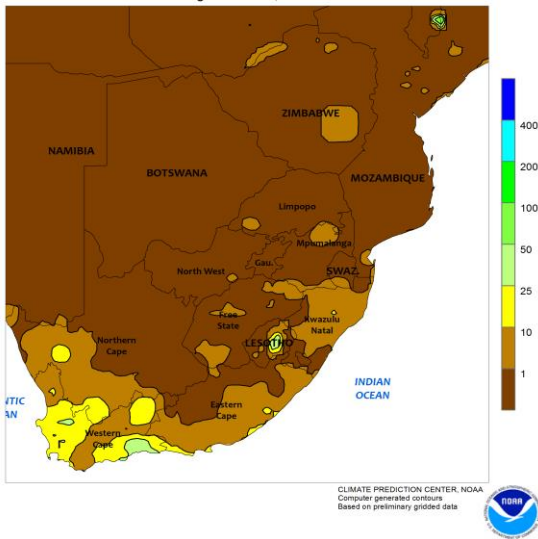 ZIMBABWE
NAMIBIA
BOTSWANA
MOZAMBIQUE
Limpopo
Mpumalanga
Gau.
North West
SWAZ.
Free
State
Kwazulu
Natal
LESOTHO
Northern
Cape
Eastern
Cape
Western
Cape
INDIAN
OCEAN
NTIC
AN
400
200
100
50
25
10
1
CLIMATE PREDICTION CENTER, NOAA
Computer generated contours
Based on preliminary gridded data
NOAA